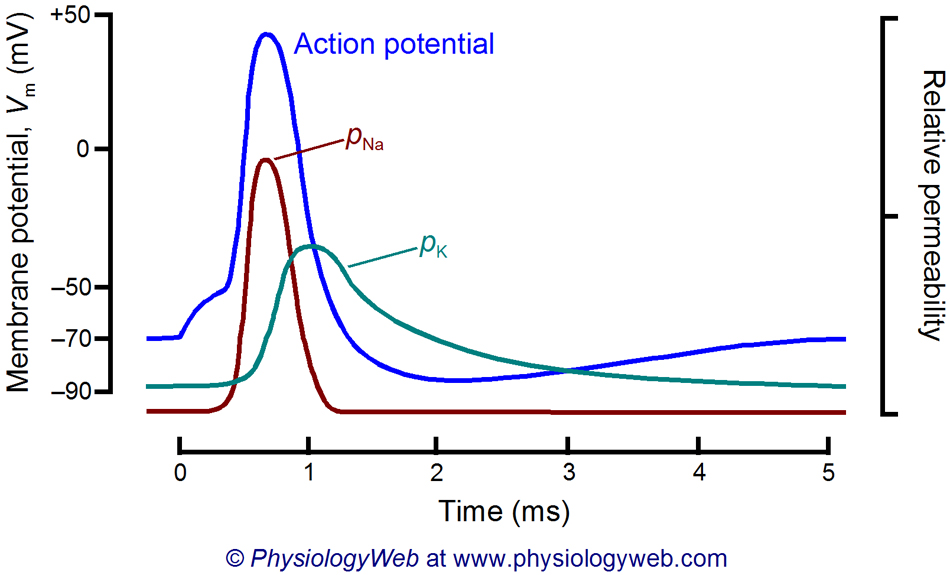 +50
Action potential
Membrane potential, Vm (mV)
pNa
0
pK
–50
–70
–90
Relative permeability
0 1 2 3 4 5
Time (ms)
© PhysiologyWeb at www.physiologyweb.com